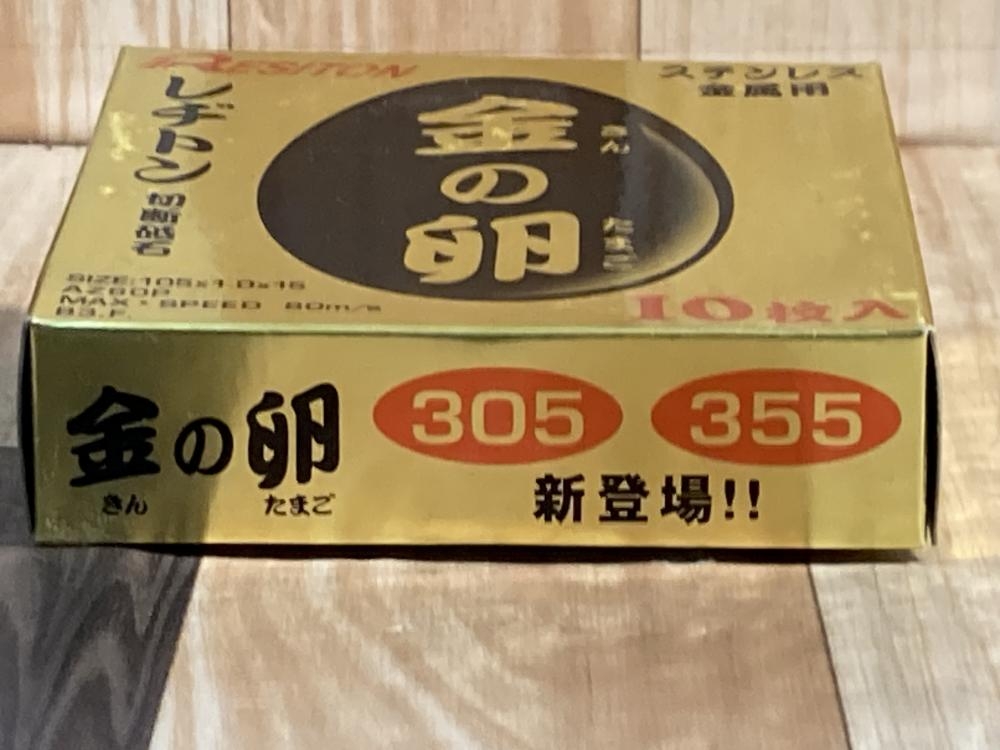 RESITON
レヂトン
切断砥石
ステンレス
金属用
金の卵
きん
たまご
SIZE:105x1.0x15
AZ60P
MAX・SPEED 80m/s
B3.F.
10枚入
金の卵
きん たまご
305 355
新登場!!